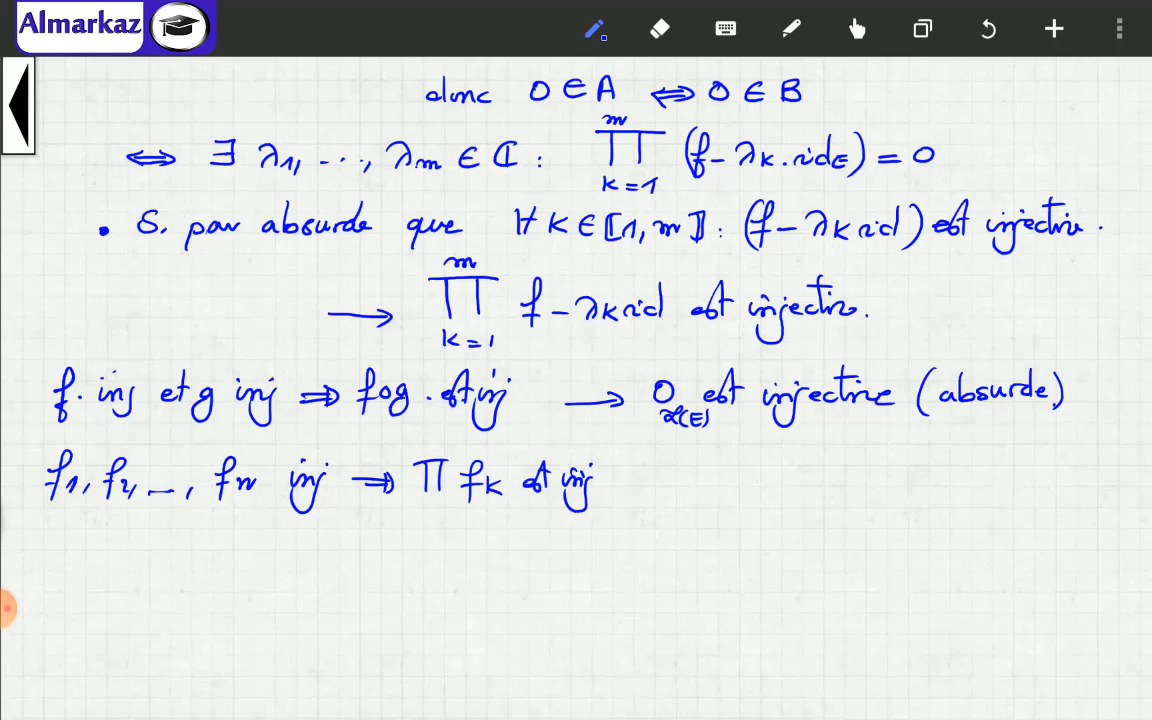 Almarkaz
donc 0 ∈ A ⟺ 0 ∈ B
⟺ ∃ λ1, ..., λm ∈ ℂ : ∏_{k=1}^{m} (f - λk.idE) = 0
• S. par absurde que ∀ k ∈ ⟦1, m⟧ : (f - λk id) est injective.
→ ∏_{k=1}^{m} f - λk id est injective.
f. inj et g inj ⟹ fog. est inj → 0_{𝓛(E)} est injective (absurde)
f1, f2, ..., fn inj ⟹ ∏ fk est inj